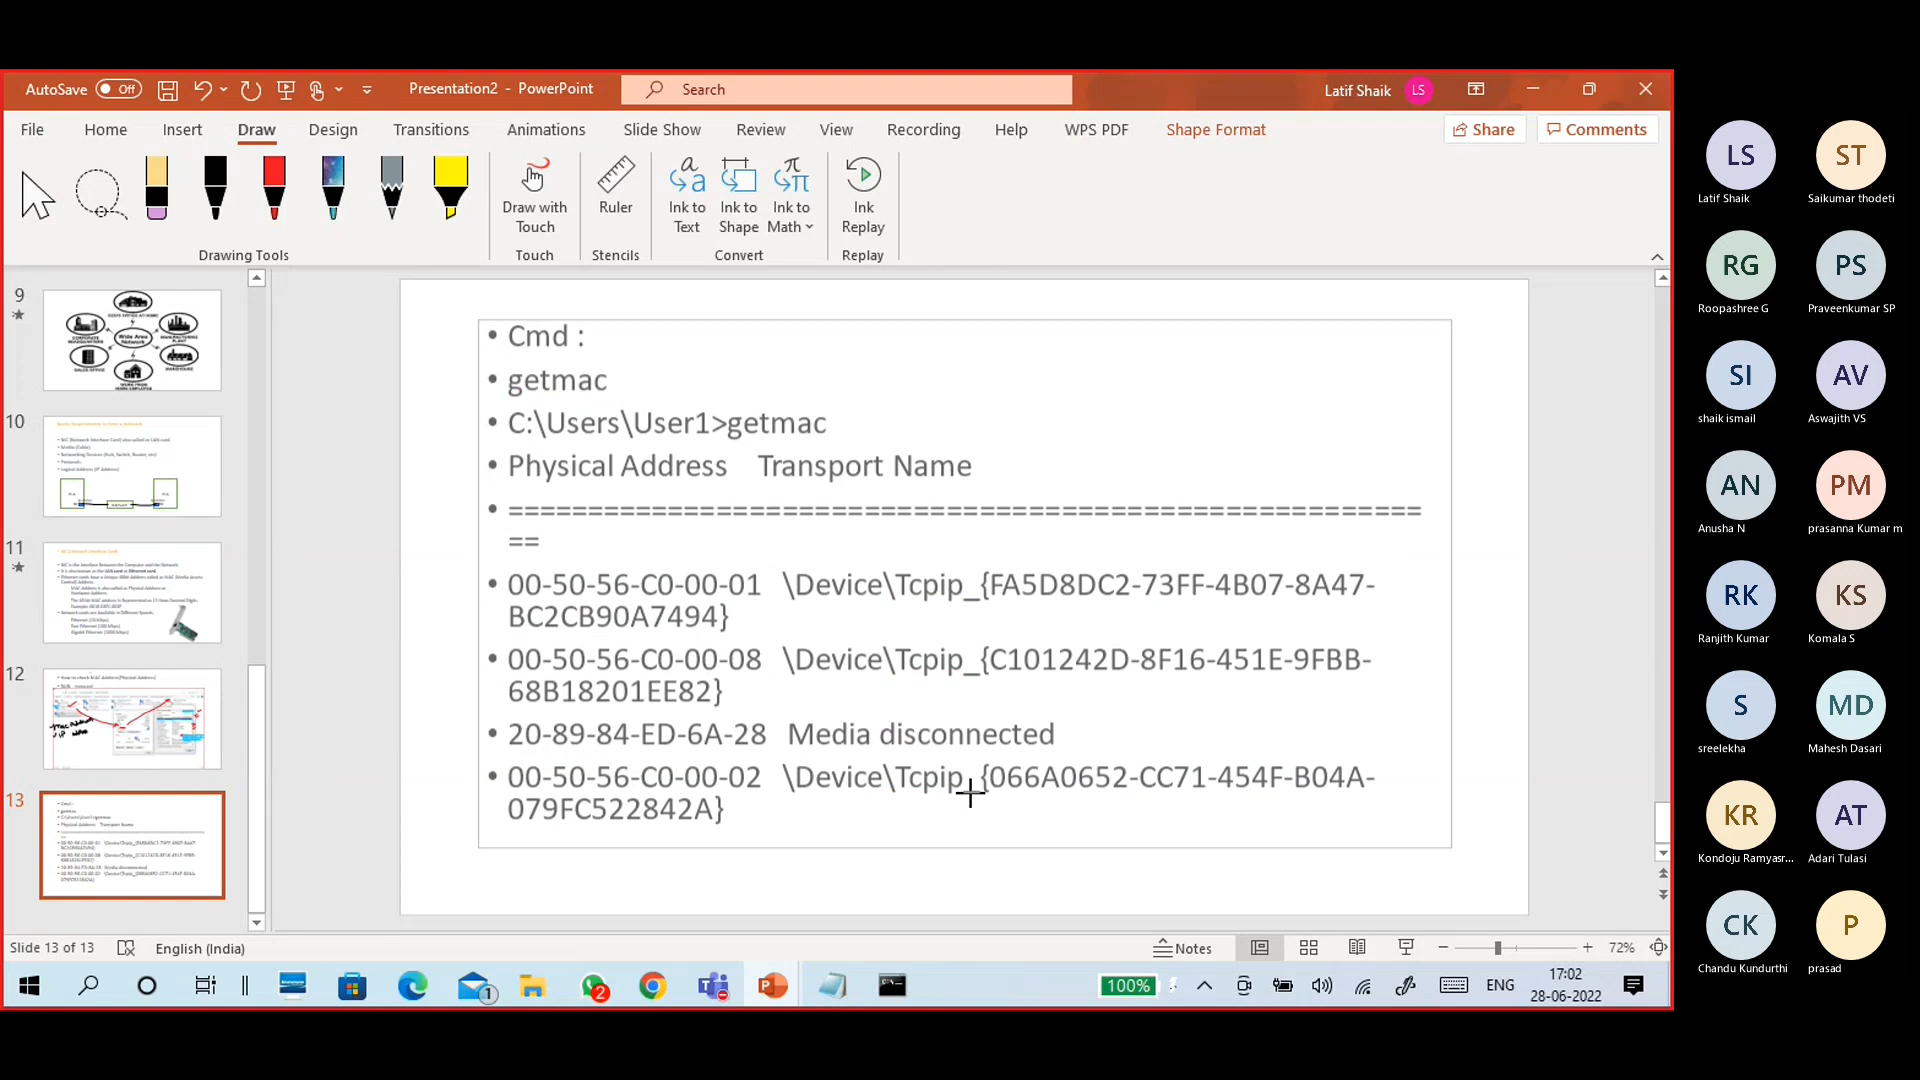 AutoSave Off
Presentation2 - PowerPoint
Search
Latif Shaik LS
File Home Insert Draw Design Transitions Animations Slide Show Review View Recording Help WPS PDF Shape Format
Share Comments
Draw with Touch
Ruler
Ink to Text
Ink to Shape
Ink to Math
Ink Replay
Drawing Tools Touch Stencils Convert Replay
9
10
11
12
13
• Cmd :
• getmac
• C:\Users\User1>getmac
• Physical Address Transport Name
• =========================================================
==
• 00-50-56-C0-00-01 \Device\Tcpip_{FA5D8DC2-73FF-4B07-8A47-
BC2CB90A7494}
• 00-50-56-C0-00-08 \Device\Tcpip_{C101242D-8F16-451E-9FBB-
68B18201EE82}
• 20-89-84-ED-6A-28 Media disconnected
• 00-50-56-C0-00-02 \Device\Tcpip_{066A0652-CC71-454F-B04A-
079FC522842A}
Slide 13 of 13 English (India) Notes 72%
1 2 100% ENG
17:02
28-06-2022
LS ST
Latif Shaik Saikumar thodeti
RG PS
Roopashree G Praveenkumar SP
SI AV
shaik ismail Aswajith VS
AN PM
Anusha N prasanna Kumar m
RK KS
Ranjith Kumar Komala S
S MD
sreelekha Mahesh Dasari
KR AT
Kondoju Ramyasr... Adari Tulasi
CK P
Chandu Kundurthi prasad